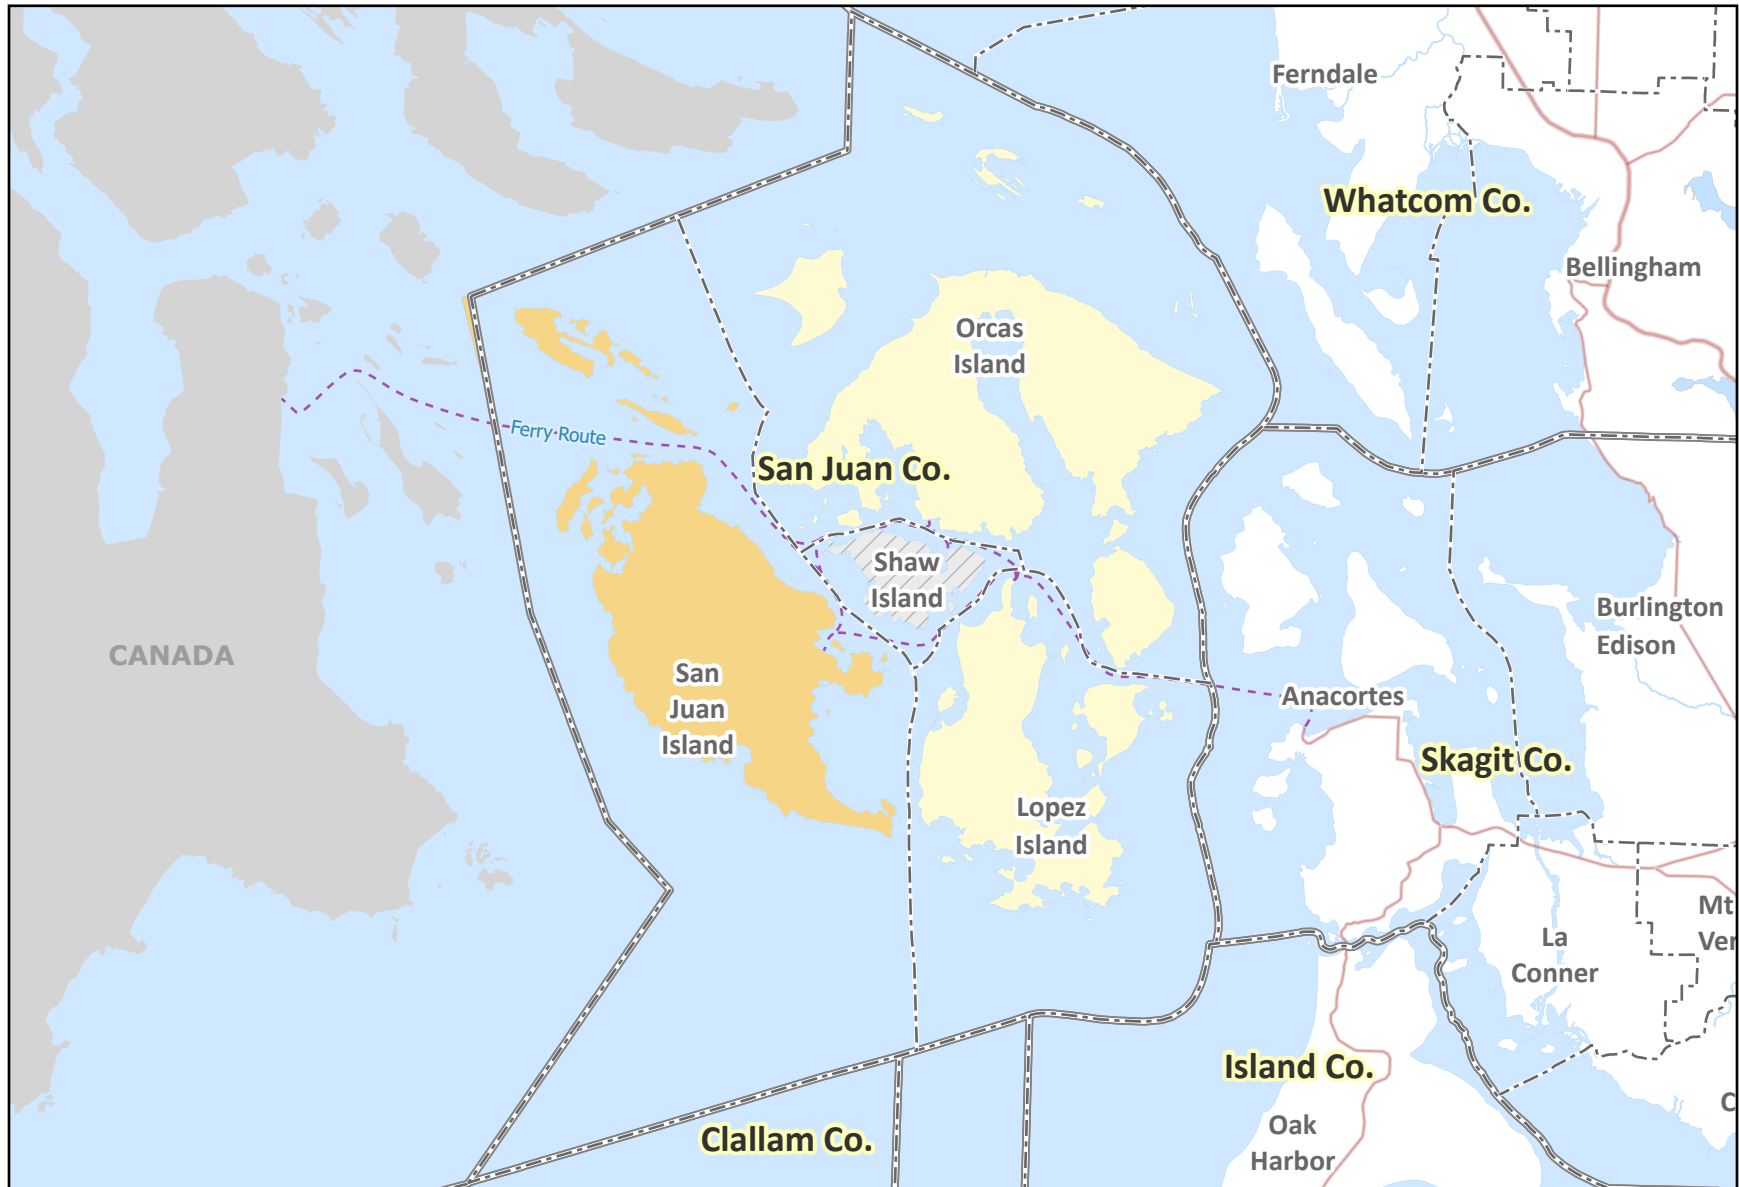 Ferndale
Whatcom Co.
Bellingham
Orcas
Island
Ferry Route
San Juan Co.
Shaw
Island
Burlington
Edison
CANADA
San
Juan
Island
Anacortes
Skagit Co.
Lopez
Island
Mt
Ver
La
Conner
Island Co.
C
Clallam Co.
Oak
Harbor